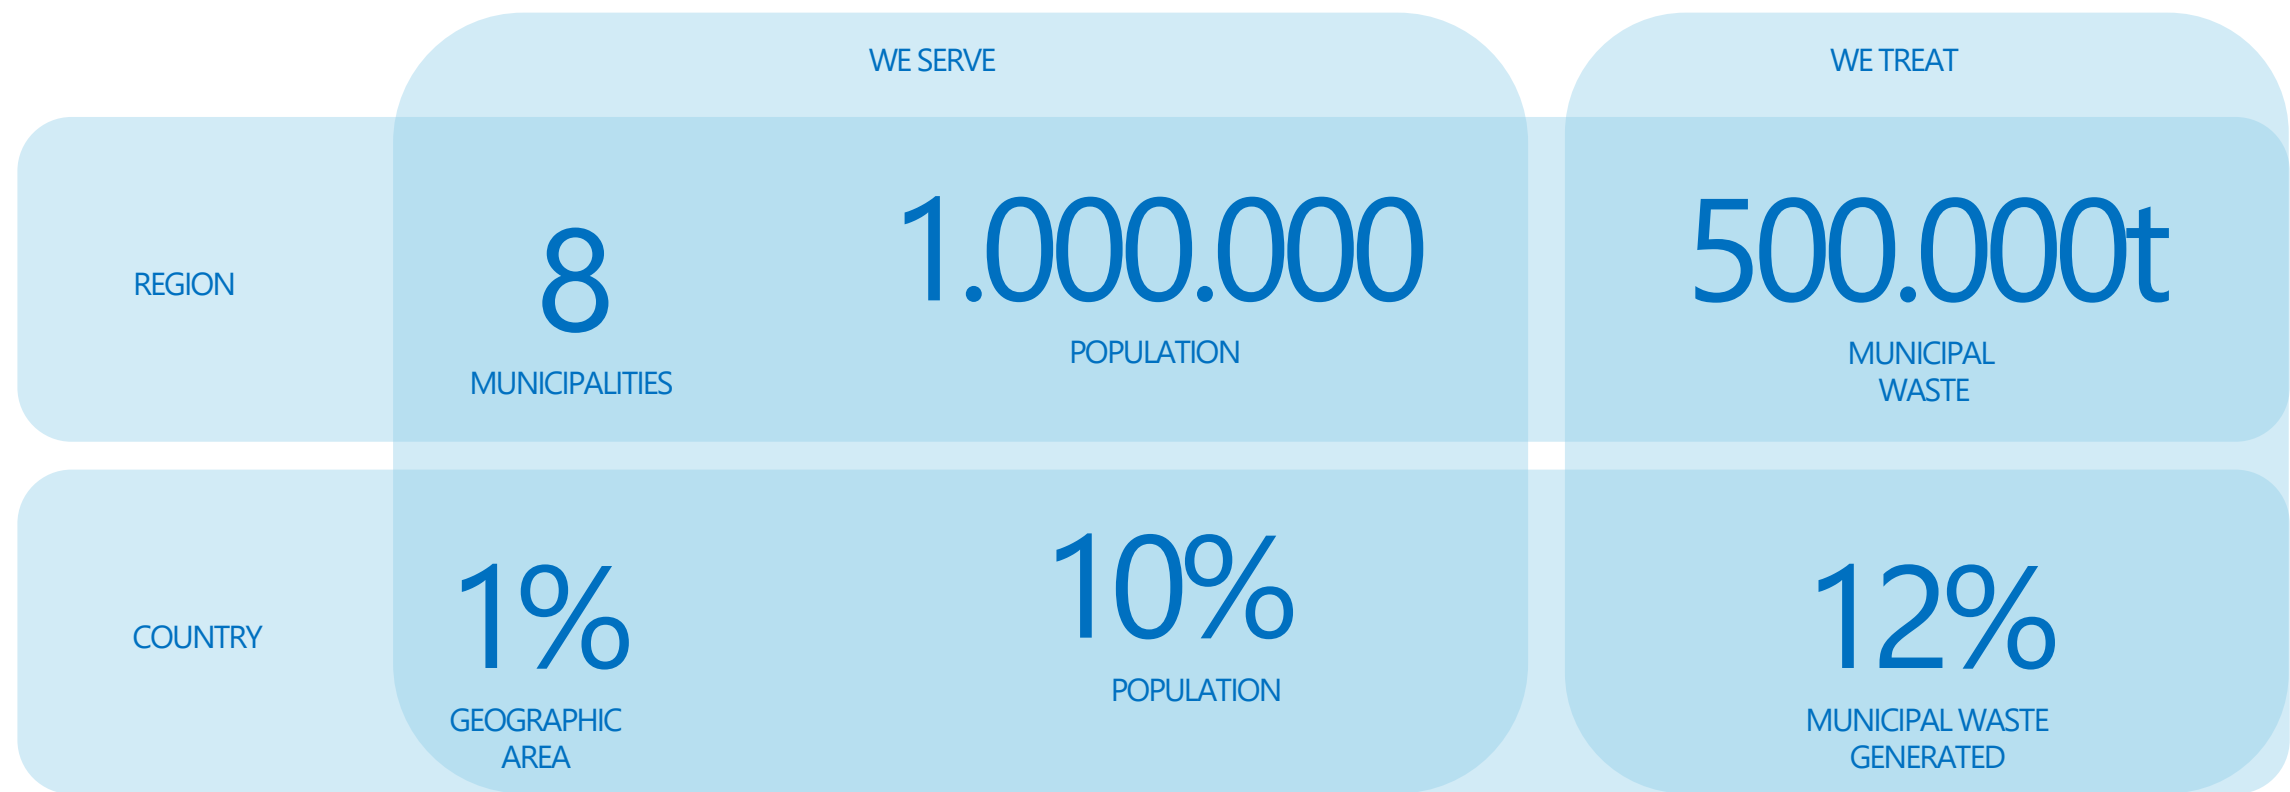 WE SERVE
WE TREAT
REGION
8
MUNICIPALITIES
1.000.000
POPULATION
500.000t
MUNICIPAL
WASTE
COUNTRY
1%
GEOGRAPHIC
AREA
10%
POPULATION
12%
MUNICIPAL WASTE
GENERATED